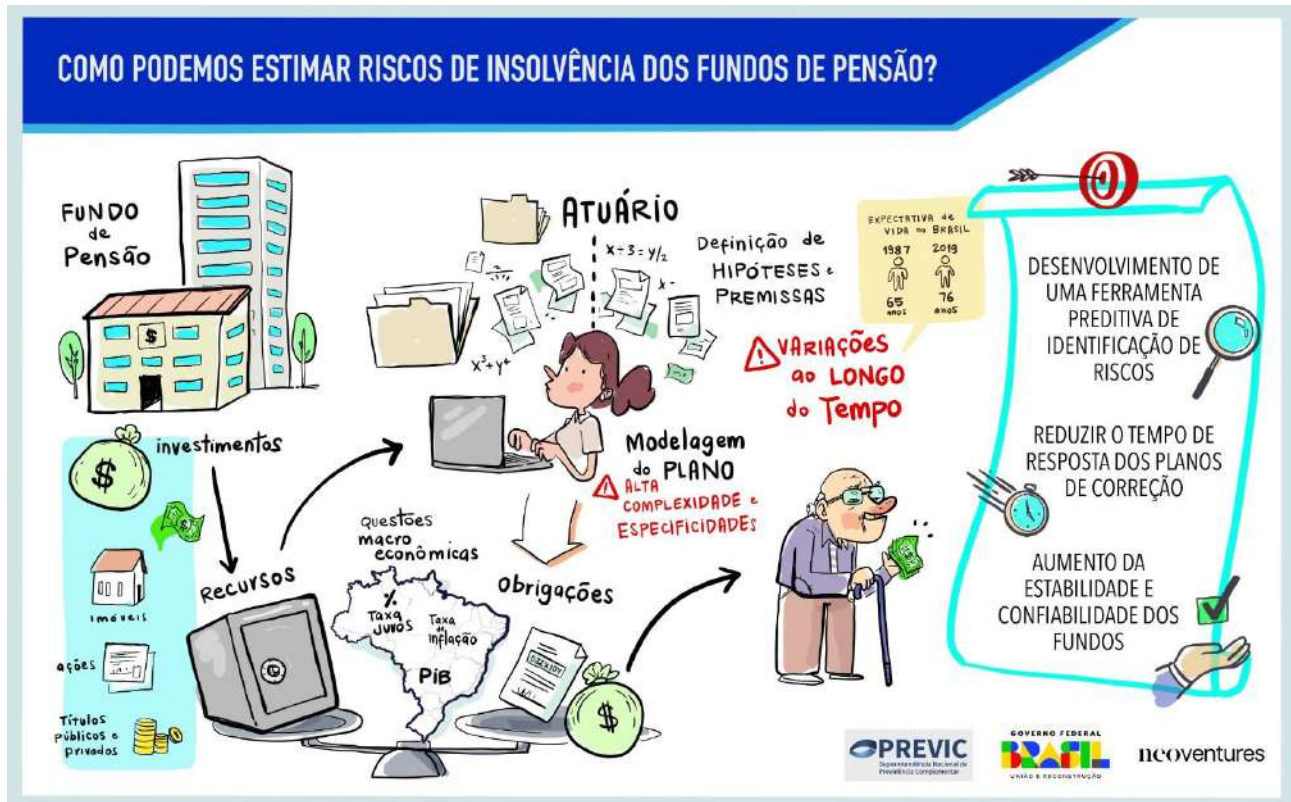 COMO PODEMOS ESTIMAR RISCOS DE INSOLVÊNCIA DOS FUNDOS DE PENSÃO?
FUNDO
de
Pensão
$
investimentos
$
imóveis
ações
Títulos
Públicos e
privados
Recursos
ATUÁRIO
x÷3=y/2
x-
x³+y⁴
Definição de
HIPÓTESES e
PREMISSAS
EXPECTATIVA de
VIDA no BRASIL
1987 2019
65 76
anos anos
VARIAÇÕES
ao LONGO
do Tempo
Modelagem
do PLANO
ALTA
COMPLEXIDADE e
ESPECIFICIDADES
Questões
macro
econômicas
%
Taxa
JUROS
Taxa
de
inflação
PIB
Obrigações
$
DESENVOLVIMENTO DE
UMA FERRAMENTA
PREDITIVA DE
IDENTIFICAÇÃO DE
RISCOS
REDUZIR O TEMPO DE
RESPOSTA DOS PLANOS
DE CORREÇÃO
AUMENTO DA
ESTABILIDADE E
CONFIABILIDADE DOS
FUNDOS
PREVIC
Superintendência Nacional de
Previdência Complementar
GOVERNO FEDERAL
BRASIL
UNIÃO E RECONSTRUÇÃO
neoventures